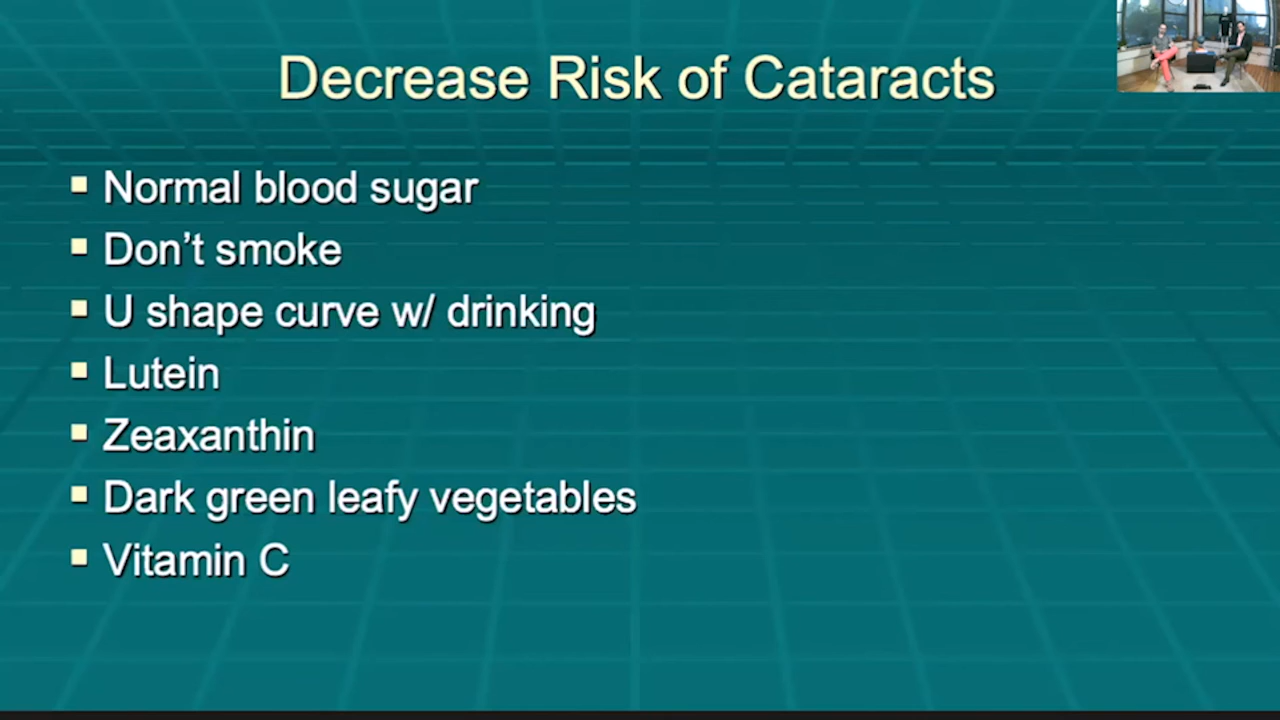 Decrease Risk of Cataracts
Normal blood sugar
Don’t smoke
U shape curve w/ drinking
Lutein
Zeaxanthin
Dark green leafy vegetables
Vitamin C